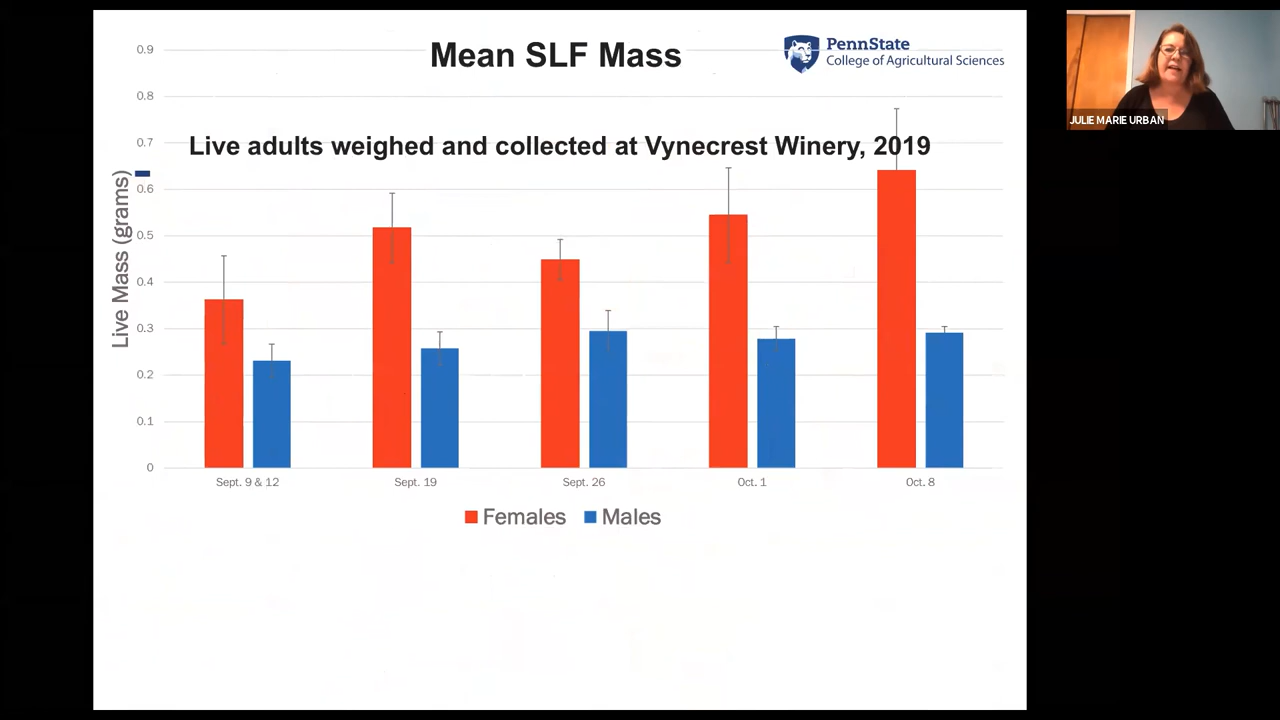 Mean SLF Mass
PennState
College of Agricultural Sciences
JULIE MARIE URBAN
Live adults weighed and collected at Vynecrest Winery, 2019
Live Mass (grams)
0.9
0.8
0.7
0.6
0.5
0.4
0.3
0.2
0.1
0
Sept. 9 & 12
Sept. 19
Sept. 26
Oct. 1
Oct. 8
Females
Males